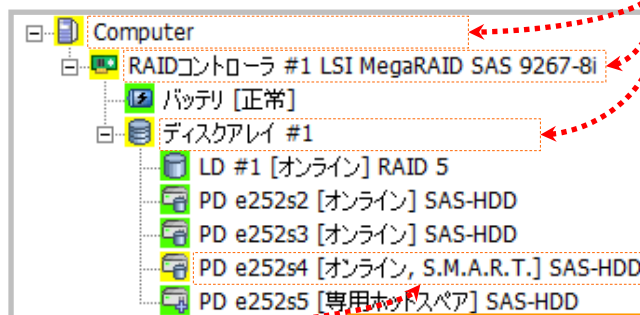 Computer
RAIDコントローラ #1 LSI MegaRAID SAS 9267-8i
バッテリ [正常]
ディスクアレイ #1
LD #1 [オンライン] RAID 5
PD e252s2 [オンライン] SAS-HDD
PD e252s3 [オンライン] SAS-HDD
PD e252s4 [オンライン, S.M.A.R.T.] SAS-HDD
PD e252s5 [専用ホットスペア] SAS-HDD